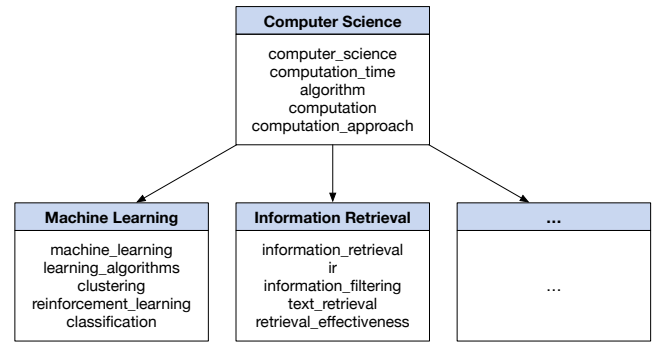 Computer Science
computer_science
computation_time
algorithm
computation
computation_approach
Machine Learning
machine_learning
learning_algorithms
clustering
reinforcement_learning
classification
Information Retrieval
information_retrieval
ir
information_filtering
text_retrieval
retrieval_effectiveness
...
...